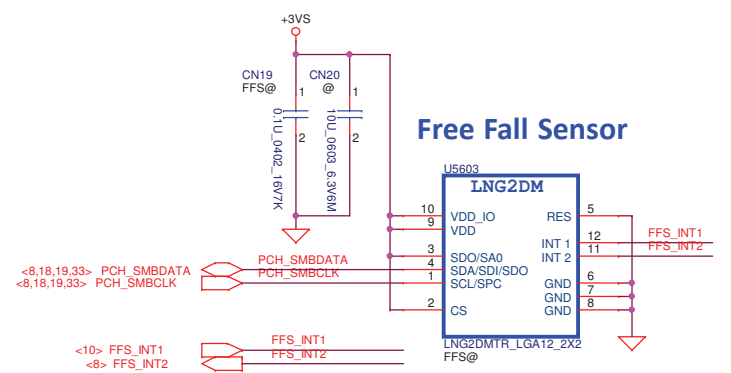 +3VS
CN19
FFS@
1
2
0.1U_0402_16V7K
CN20
@
1
2
10U_0603_6.3V6M
Free Fall Sensor
U5603
LNG2DM
10 VDD_IO
9 VDD
3 SDO/SA0
4 SDA/SDI/SDO
1 SCL/SPC
2 CS
RES 5
INT 1 12
INT 2 11
GND 6
GND 7
GND 8
FFS_INT1
FFS_INT2
LNG2DMTR_LGA12_2X2
FFS@
<8,18,19,33> PCH_SMBDATA
PCH_SMBDATA
<8,18,19,33> PCH_SMBCLK
PCH_SMBCLK
<10> FFS_INT1
FFS_INT1
<8> FFS_INT2
FFS_INT2